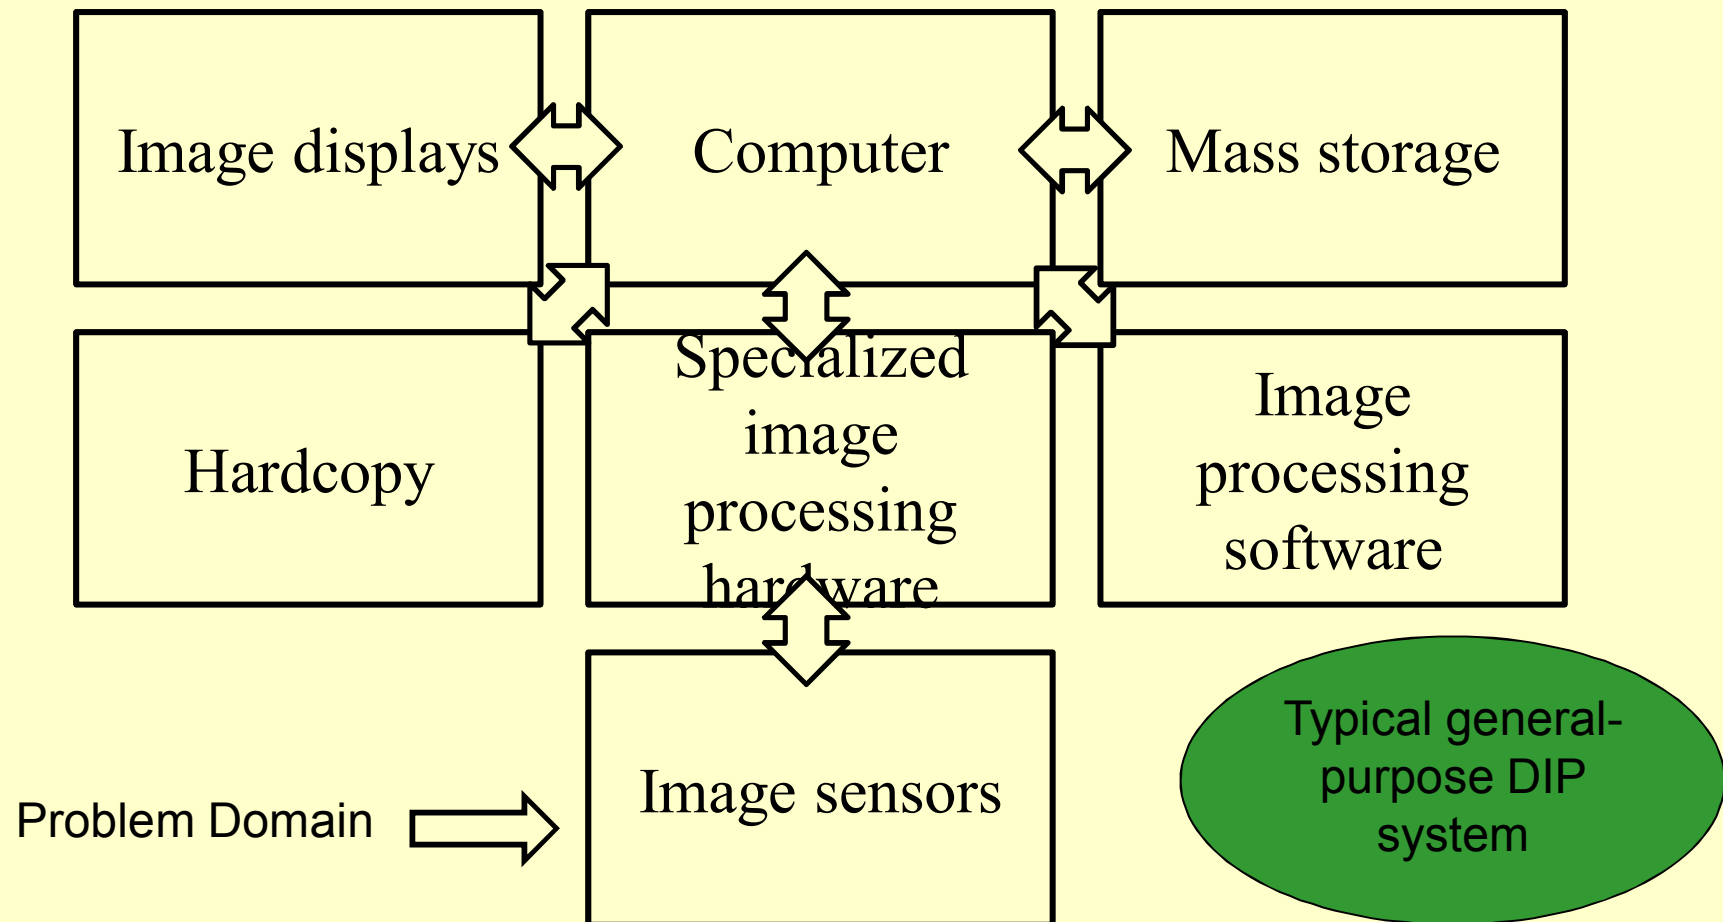 Image displays
Computer
Mass storage
Hardcopy
Specialized
image
processing
hardware
Image
processing
software
Image sensors
Problem Domain
Typical general-
purpose DIP
system